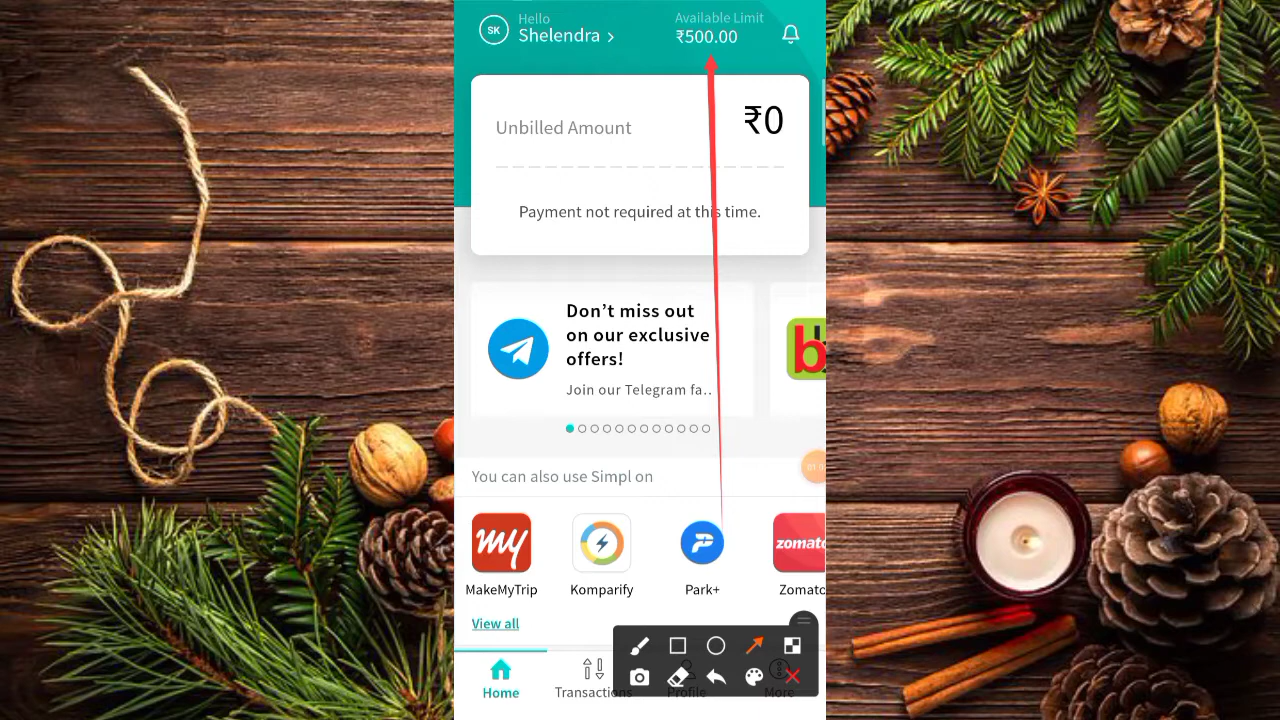 SK
Hello
Shelendra
Available Limit
₹500.00
Unbilled Amount
₹0
Payment not required at this time.
Don't miss out
on our exclusive
offers!
Join our Telegram fa..
b
You can also use Simpl on
my
zomato
MakeMyTrip
Komparify
Park+
Zomato
View all
Home
Transactions
Profile
More